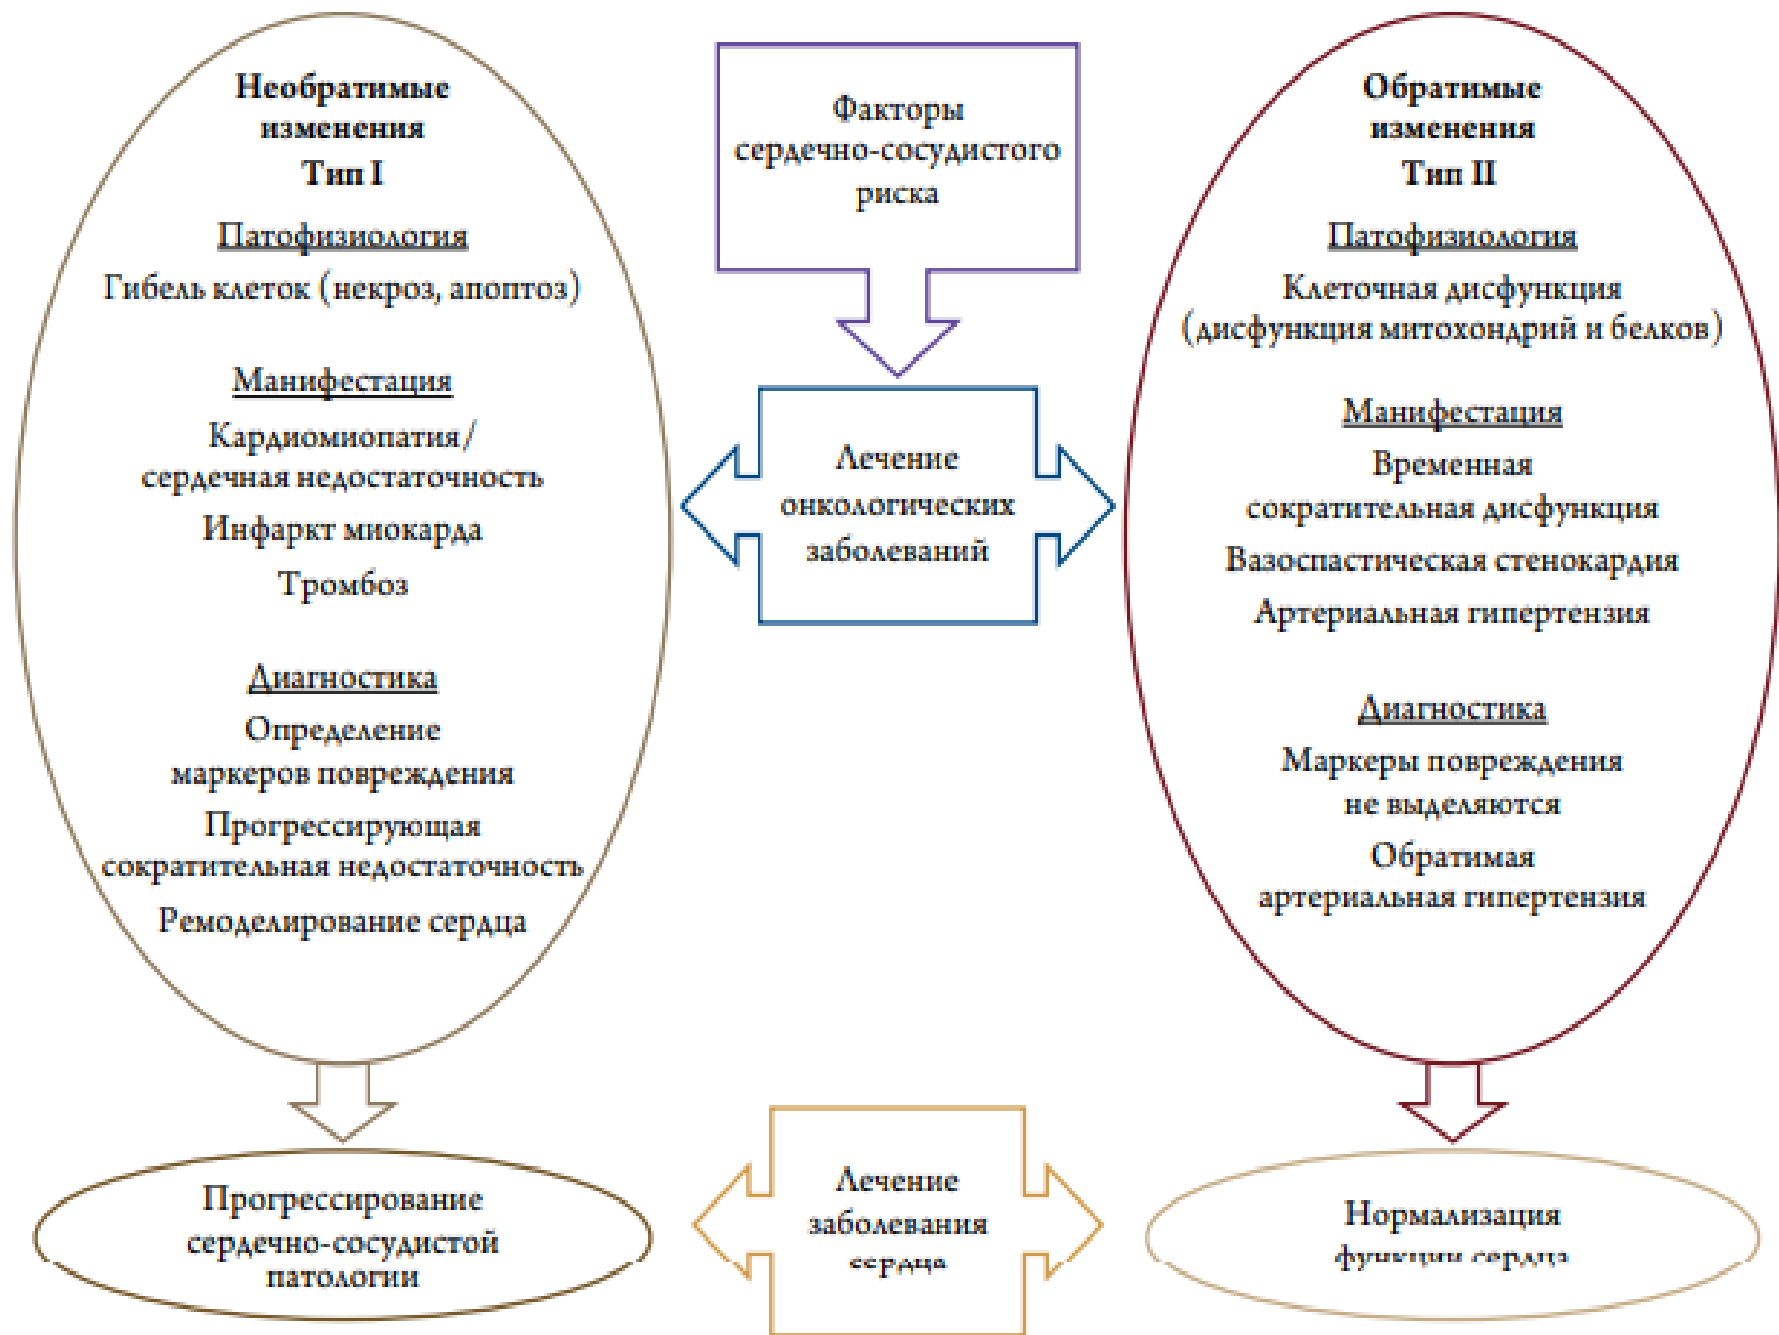 Необратимые
изменения
Тип I
Патофизиология
Гибель клеток (некроз, апоптоз)
Манифестация
Кардиомиопатия/
сердечная недостаточность
Инфаркт миокарда
Тромбоз
Диагностика
Определение
маркеров повреждения
Прогрессирующая
сократительная недостаточность
Ремоделирование сердца
Прогрессирование
сердечно-сосудистой
патологии
Факторы
сердечно-сосудистого
риска
Лечение
онкологических
заболеваний
Лечение
заболевания
сердца
Обратимые
изменения
Тип II
Патофизиология
Клеточная дисфункция
(дисфункция митохондрий и белков)
Манифестация
Временная
сократительная дисфункция
Вазоспастическая стенокардия
Артериальная гипертензия
Диагностика
Маркеры повреждения
не выделяются
Обратимая
артериальная гипертензия
Нормализация
функции сердца